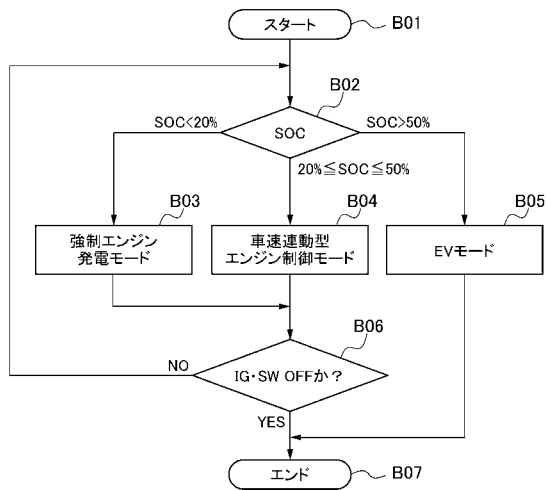 スタート
B01
B02
SOC<20%
SOC
SOC>50%
20%≦SOC≦50%
B03
B04
B05
強制エンジン
発電モード
車速連動型
エンジン制御モード
EVモード
B06
NO
IG・SW OFFか？
YES
エンド
B07